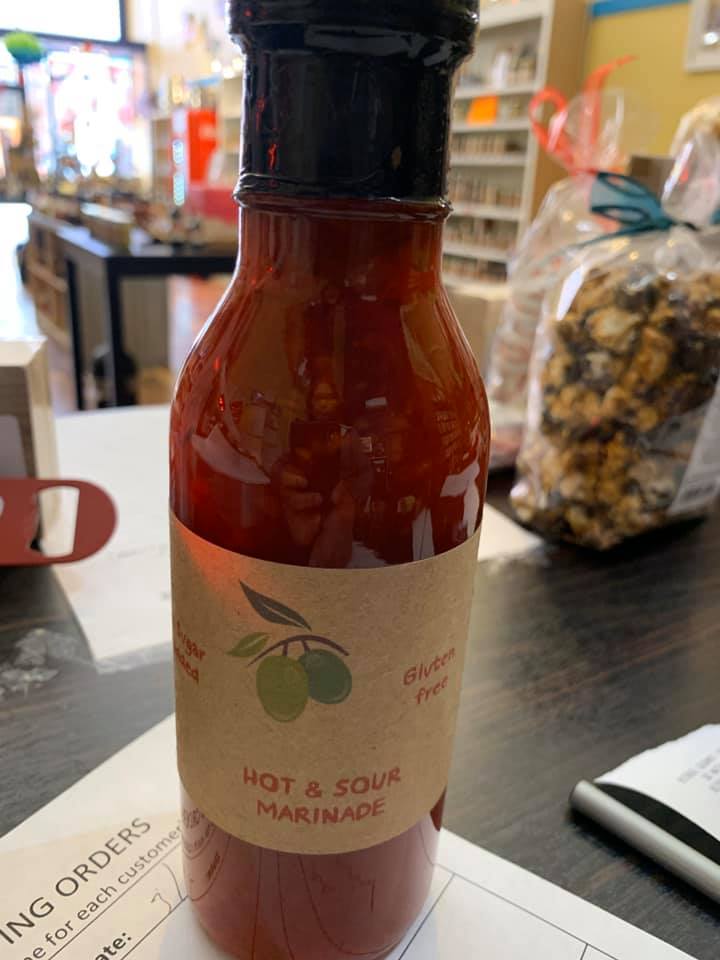 Sugar
Gluten
free
HOT & SOUR
MARINADE
ING ORDERS
e for each customer
ate: